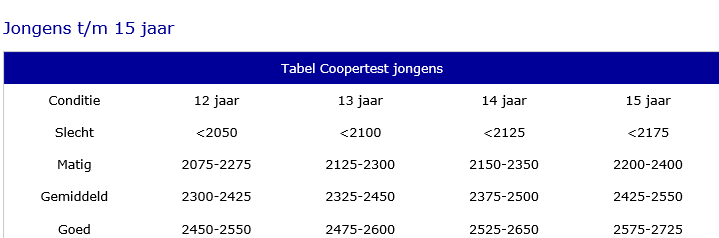 Jongens t/m 15 jaar
Tabel Coopertest jongens
Conditie 12 jaar 13 jaar 14 jaar 15 jaar
Slecht <2050 <2100 <2125 <2175
Matig 2075-2275 2125-2300 2150-2350 2200-2400
Gemiddeld 2300-2425 2325-2450 2375-2500 2425-2550
Goed 2450-2550 2475-2600 2525-2650 2575-2725